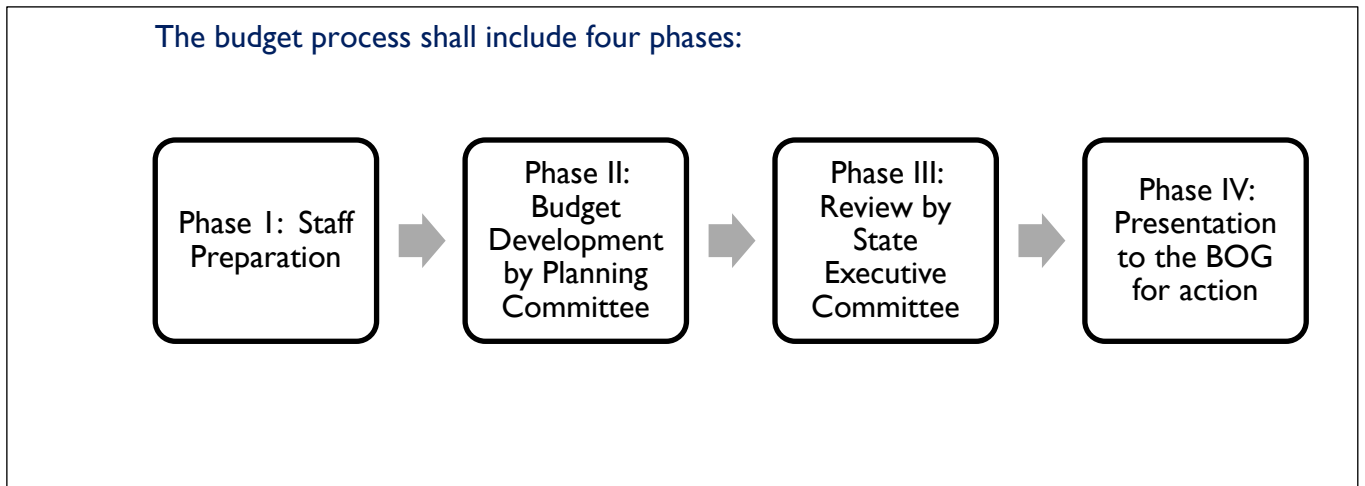 The budget process shall include four phases:
Phase I: Staff
Preparation
Phase II:
Budget
Development
by Planning
Committee
Phase III:
Review by
State
Executive
Committee
Phase IV:
Presentation
to the BOG
for action